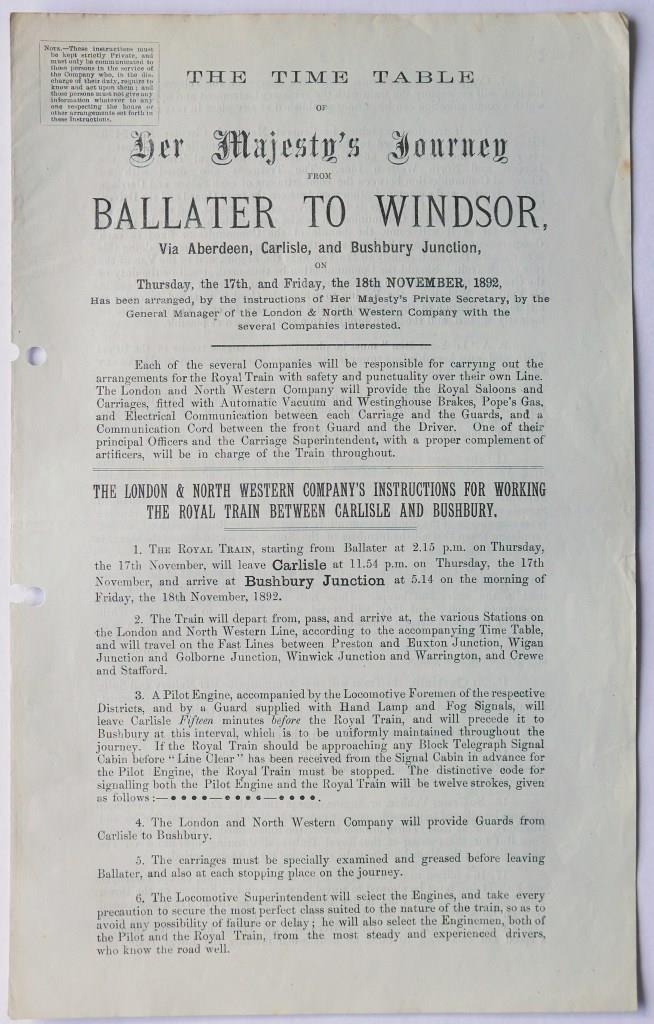 NOTE.—These instructions must
be kept strictly Private, and
must only be communicated to
those persons in the service of
the Company who, in the dis-
charge of their duty, require to
know and act upon them; and
those persons must not give any
information whatever to any
one respecting the hours or
other arrangements set forth in
these Instructions.
THE TIME TABLE
OF
Her Majesty's Journey
FROM
BALLATER TO WINDSOR,
Via Aberdeen, Carlisle, and Bushbury Junction,
ON
Thursday, the 17th, and Friday, the 18th NOVEMBER, 1892,
Has been arranged, by the instructions of Her Majesty's Private Secretary, by the
General Manager of the London & North Western Company with the
several Companies interested.
Each of the several Companies will be responsible for carrying out the
arrangements for the Royal Train with safety and punctuality over their own Line.
The London and North Western Company will provide the Royal Saloons and
Carriages, fitted with Automatic Vacuum and Westinghouse Brakes, Pope's Gas,
and Electrical Communication between each Carriage and the Guards, and a
Communication Cord between the front Guard and the Driver. One of their
principal Officers and the Carriage Superintendent, with a proper complement of
artificers, will be in charge of the Train throughout.
THE LONDON & NORTH WESTERN COMPANY'S INSTRUCTIONS FOR WORKING
THE ROYAL TRAIN BETWEEN CARLISLE AND BUSHBURY.
1. THE ROYAL TRAIN, starting from Ballater at 2.15 p.m. on Thursday,
the 17th November, will leave Carlisle at 11.54 p.m. on Thursday, the 17th
November, and arrive at Bushbury Junction at 5.14 on the morning of
Friday, the 18th November, 1892.
2. The Train will depart from, pass, and arrive at, the various Stations on
the London and North Western Line, according to the accompanying Time Table,
and will travel on the Fast Lines between Preston and Euxton Junction, Wigan
Junction and Golborne Junction, Winwick Junction and Warrington, and Crewe
and Stafford.
3. A Pilot Engine, accompanied by the Locomotive Foremen of the respective
Districts, and by a Guard supplied with Hand Lamp and Fog Signals, will
leave Carlisle Fifteen minutes before the Royal Train, and will precede it to
Bushbury at this interval, which is to be uniformly maintained throughout the
journey. If the Royal Train should be approaching any Block Telegraph Signal
Cabin before "Line Clear" has been received from the Signal Cabin in advance for
the Pilot Engine, the Royal Train must be stopped. The distinctive code for
signalling both the Pilot Engine and the Royal Train will be twelve strokes, given
as follows:—••••—••••—••••.
4. The London and North Western Company will provide Guards from
Carlisle to Bushbury.
5. The carriages must be specially examined and greased before leaving
Ballater, and also at each stopping place on the journey.
6. The Locomotive Superintendent will select the Engines, and take every
precaution to secure the most perfect class suited to the nature of the train, so as to
avoid any possibility of failure or delay; he will also select the Enginemen, both of
the Pilot and the Royal Train, from the most steady and experienced drivers,
who know the road well.